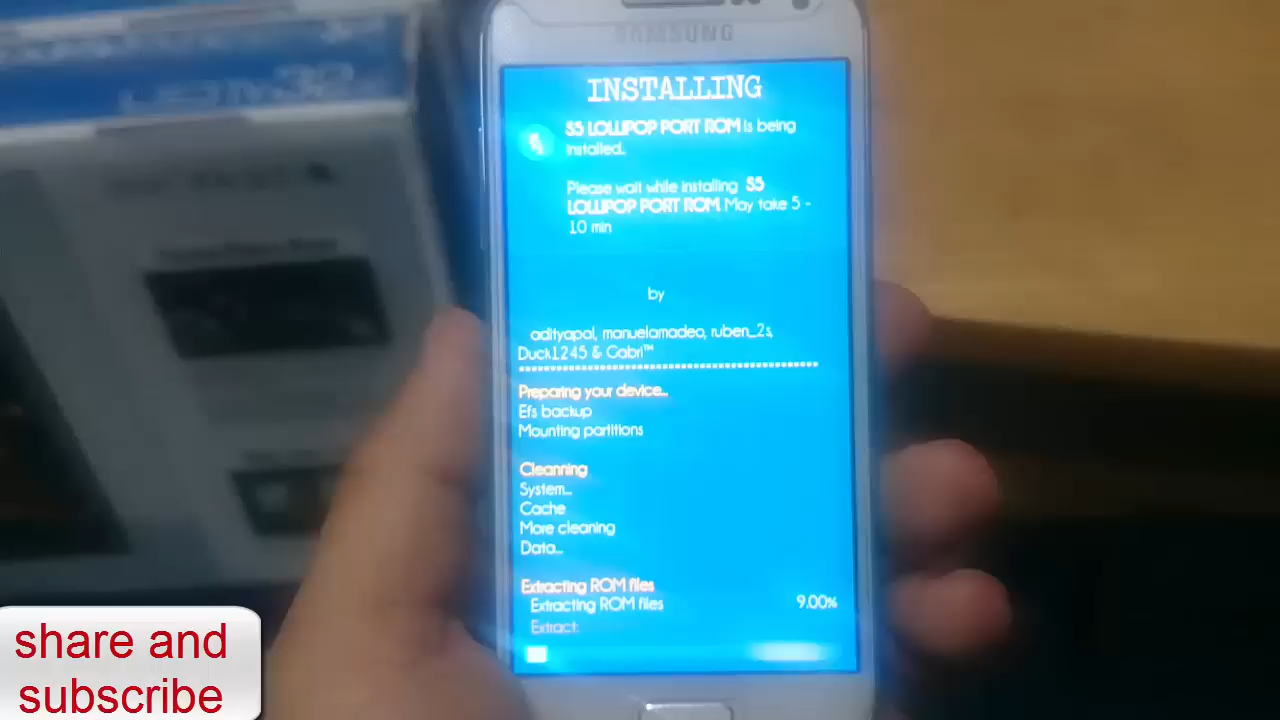 SAMSUNG
INSTALLING
S5 LOLLIPOP PORT ROM is being
installed..
Please wait while installing S5
LOLLIPOP PORT ROM. May take 5 -
10 min
by
adityapal, manuelamadeo, ruben_2s,
Duck1245 & Gabri™
Preparing your device...
Efs backup
Mounting partitions
Cleanning
System...
Cache
More cleaning
Data...
Extracting ROM files
Extracting ROM files 9.00%
Extract:
share and
subscribe